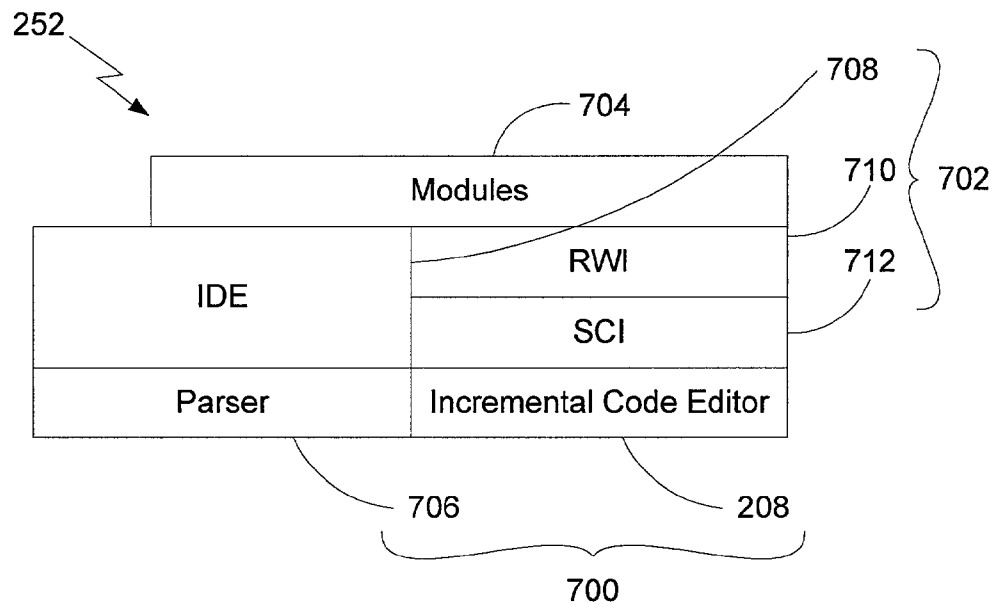 252
708
704
Modules
710
702
RWI
712
IDE
SCI
Parser
Incremental Code Editor
706
208
700